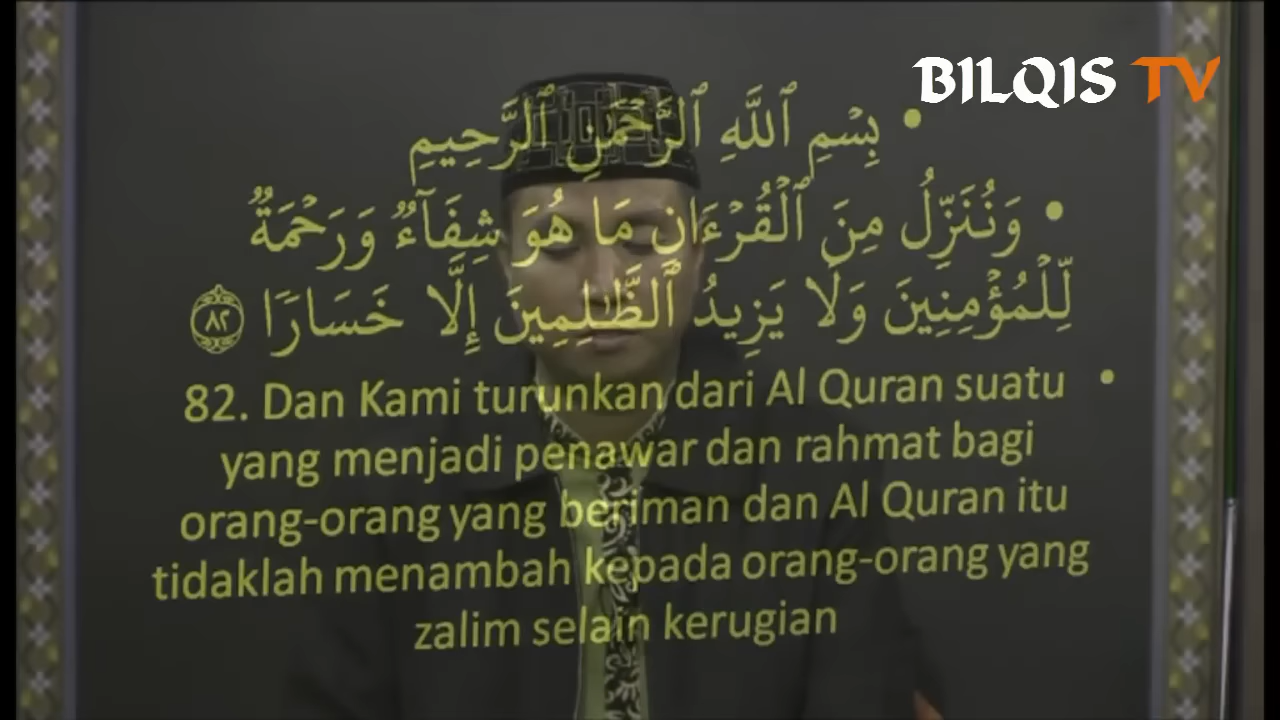 BILQIS TV
• بِسْمِ ٱللَّهِ ٱلرَّحْمَٰنِ ٱلرَّحِيمِ
• وَنُنَزِّلُ مِنَ ٱلْقُرْءَانِ مَا هُوَ شِفَآءٌ وَرَحْمَةٌ
لِّلْمُؤْمِنِينَ وَلَا يَزِيدُ ٱلظَّـٰلِمِينَ إِلَّا خَسَارًا ٨٢
82. Dan Kami turunkan dari Al Quran suatu •
yang menjadi penawar dan rahmat bagi
orang-orang yang beriman dan Al Quran itu
tidaklah menambah kepada orang-orang yang
zalim selain kerugian